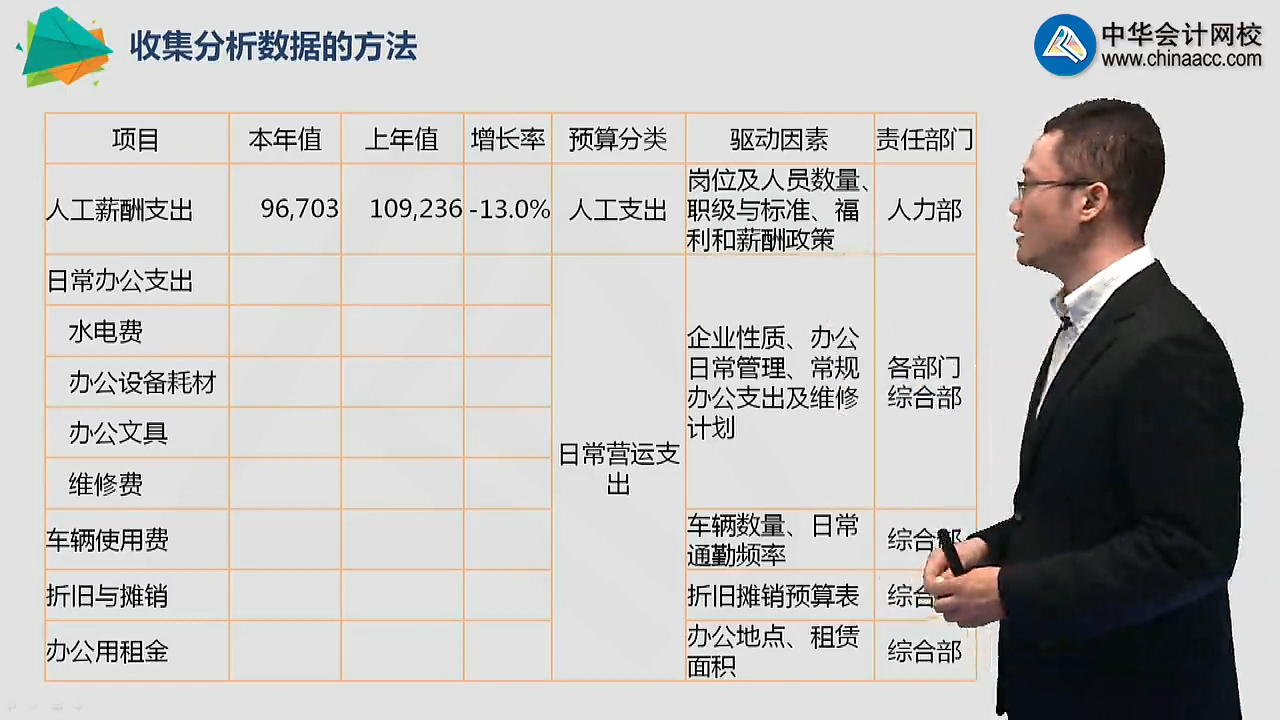 收集分析数据的方法
中华会计网校
www.chinaacc.com
项目 本年值 上年值 增长率 预算分类 驱动因素 责任部门
人工薪酬支出 96,703 109,236 -13.0% 人工支出 岗位及人员数量、
职级与标准、福
利和薪酬政策 人力部
日常办公支出
水电费
办公设备耗材
办公文具
维修费
日常营运支
出
企业性质、办公
日常管理、常规
办公支出及维修
计划
各部门
综合部
车辆使用费 车辆数量、日常
通勤频率 综合部
折旧与摊销 折旧摊销预算表 综合
办公用租金 办公地点、租赁
面积 综合部